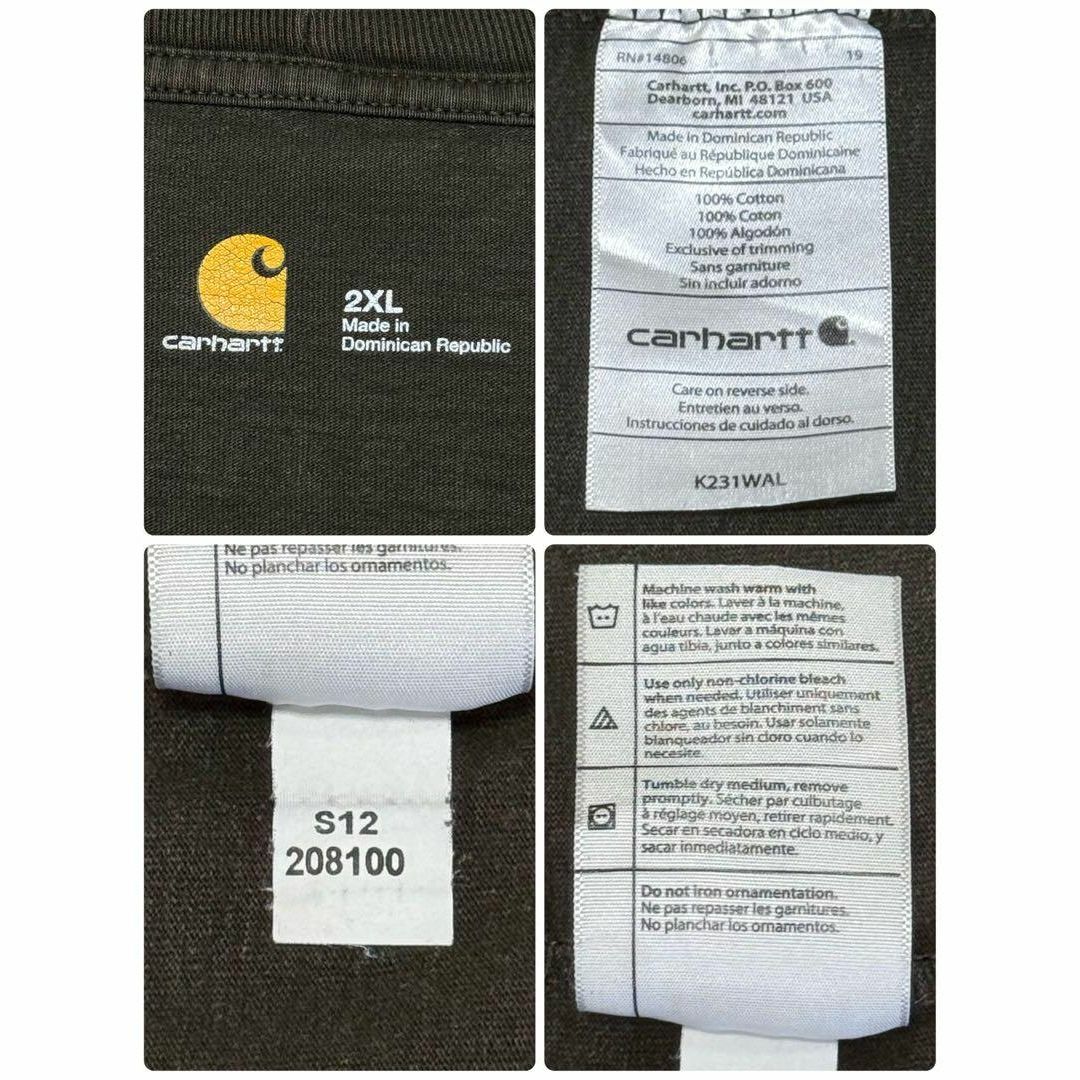 carhartt
2XL
Made in
Dominican Republic
RN#14806 19
Carhartt, Inc. P.O. Box 600
Dearborn, MI 48121 USA
carhartt.com
Made in Dominican Republic
Fabriqué au République Dominicaine
Hecho en República Dominicana
100% Cotton
100% Coton
100% Algodón
Exclusive of trimming
Sans garniture
Sin incluir adorno
carhartt
Care on reverse side.
Entretien au verso.
Instrucciones de cuidado al dorso.
K231WAL
Ne pas repasser les garnitures.
No planchar los ornamentos.
S12
208100
Machine wash warm with
like colors. Laver à la machine,
à l'eau chaude avec les mêmes
couleurs. Lavar a máquina con
agua tibia, junto a colores similares.
Use only non-chlorine bleach
when needed. Utiliser uniquement
des agents de blanchiment sans
chlore, au besoin. Usar solamente
blanqueador sin cloro cuando lo
necesite.
Tumble dry medium, remove
promptly. Sécher par culbutage
à réglage moyen, retirer rapidement.
Secar en secadora en ciclo medio, y
sacar inmediatamente.
Do not iron ornamentation.
Ne pas repasser les garnitures.
No planchar los ornamentos.